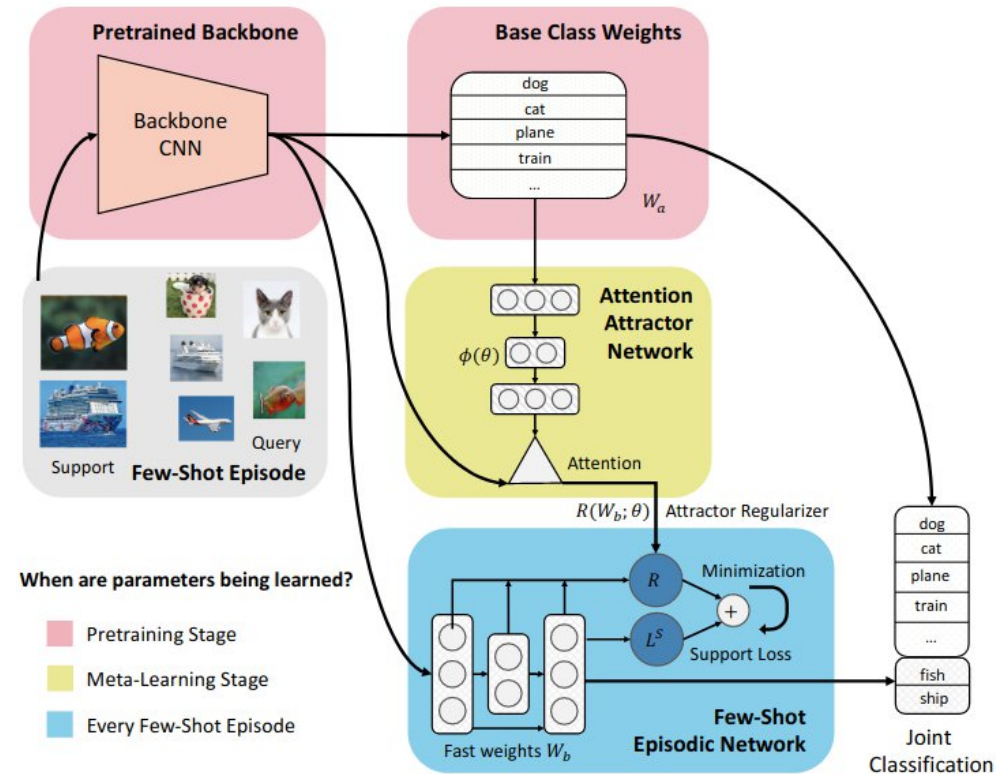 Pretrained Backbone
Backbone
CNN
Base Class Weights
dog
cat
plane
train
...
W_a
Support
Query
Few-Shot Episode
Attention
Attractor
Network
ϕ(θ)
Attention
R(W_b; θ) Attractor Regularizer
When are parameters being learned?
Pretraining Stage
Meta-Learning Stage
Every Few-Shot Episode
R
Minimization
+
L^S
Support Loss
Fast weights W_b
Few-Shot
Episodic Network
dog
cat
plane
train
...
fish
ship
Joint
Classification